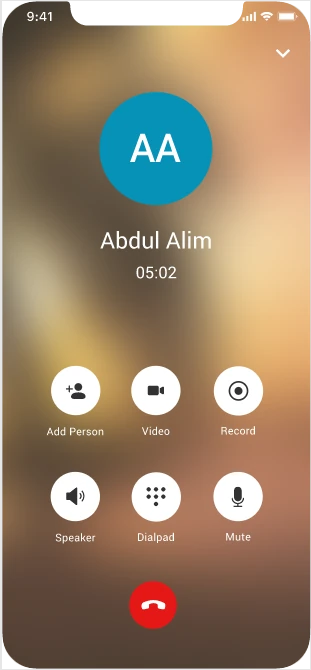 9:41
AA
Abdul Alim
05:02
Add Person
Video
Record
Speaker
Dialpad
Mute